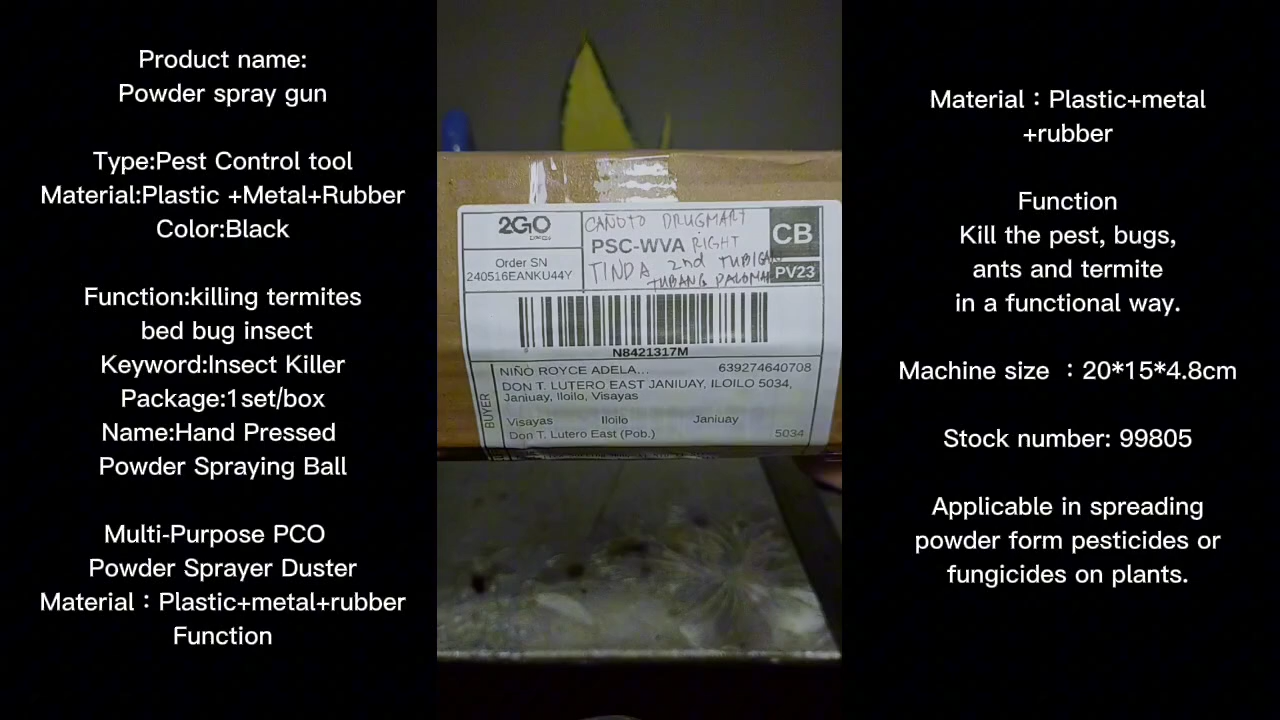 Product name:
Powder spray gun
Type:Pest Control tool
Material:Plastic +Metal+Rubber
Color:Black
Function:killing termites
bed bug insect
Keyword:Insect Killer
Package:1set/box
Name:Hand Pressed
Powder Spraying Ball
Multi-Purpose PCO
Powder Sprayer Duster
Material：Plastic+metal+rubber
Function
2GO
Order SN
240516EANKU44Y
CAÑOTO DRUGMART
PSC-WVA RIGHT
TINDA 2nd
TUBANG
CB
PV23
N8421317M
BUYER
NIÑO ROYCE ADELA...
639274640708
DON T. LUTERO EAST JANIUAY, ILOILO 5034,
Janiuay, Iloilo, Visayas
Visayas Iloilo Janiuay
Don T. Lutero East (Pob.) 5034
Material：Plastic+metal
+rubber
Function
Kill the pest, bugs,
ants and termite
in a functional way.
Machine size ：20*15*4.8cm
Stock number: 99805
Applicable in spreading
powder form pesticides or
fungicides on plants.